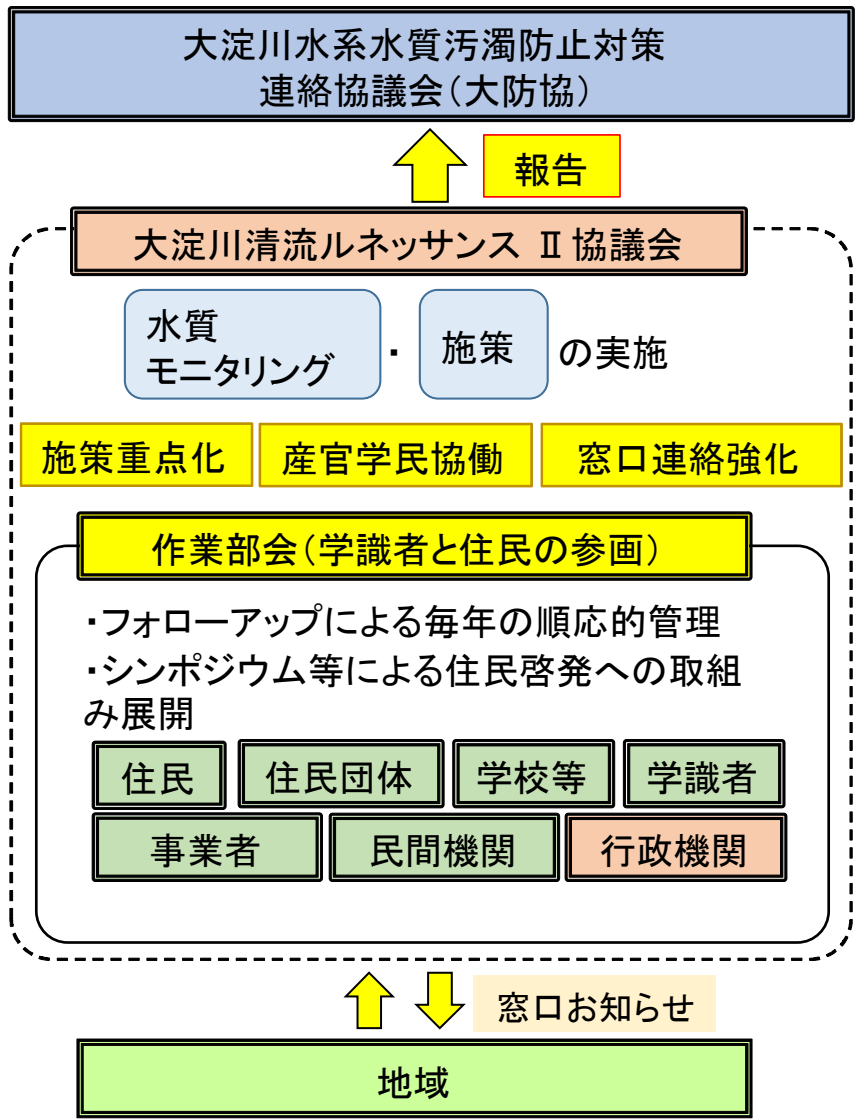 大淀川水系水質汚濁防止対策
連絡協議会(大防協)
報告
大淀川清流ルネッサンス Ⅱ 協議会
水質
モニタリング
・
施策
の実施
施策重点化
産官学民協働
窓口連絡強化
作業部会(学識者と住民の参画)
・フォローアップによる毎年の順応的管理
・シンポジウム等による住民啓発への取組
み展開
住民
住民団体
学校等
学識者
事業者
民間機関
行政機関
窓口お知らせ
地域